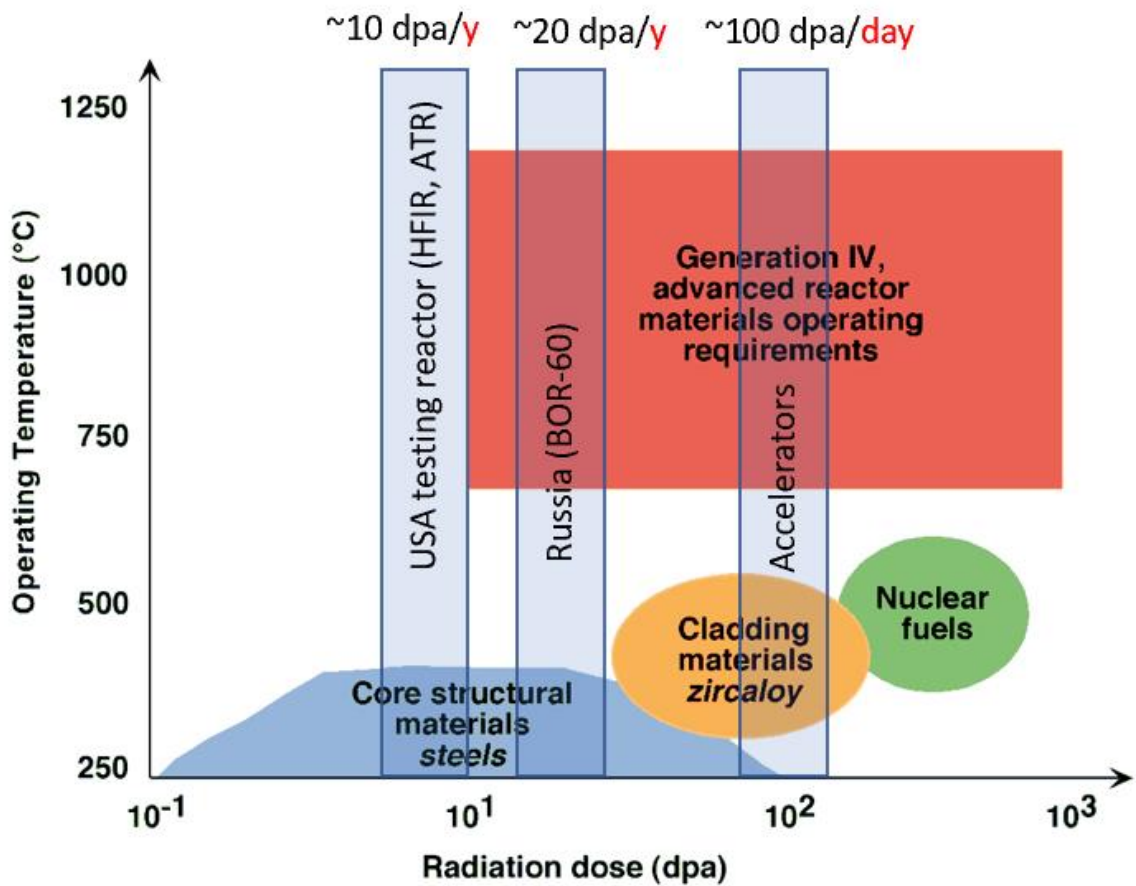 ~10 dpa/y
~20 dpa/y
~100 dpa/day
1250
1000
750
500
250
Operating Temperature (°C)
USA testing reactor (HFIR, ATR)
Russia (BOR-60)
Accelerators
Generation IV,
advanced reactor
materials operating
requirements
Nuclear
fuels
Cladding
materials
zircaloy
Core structural
materials
steels
10-1
101
102
103
Radiation dose (dpa)